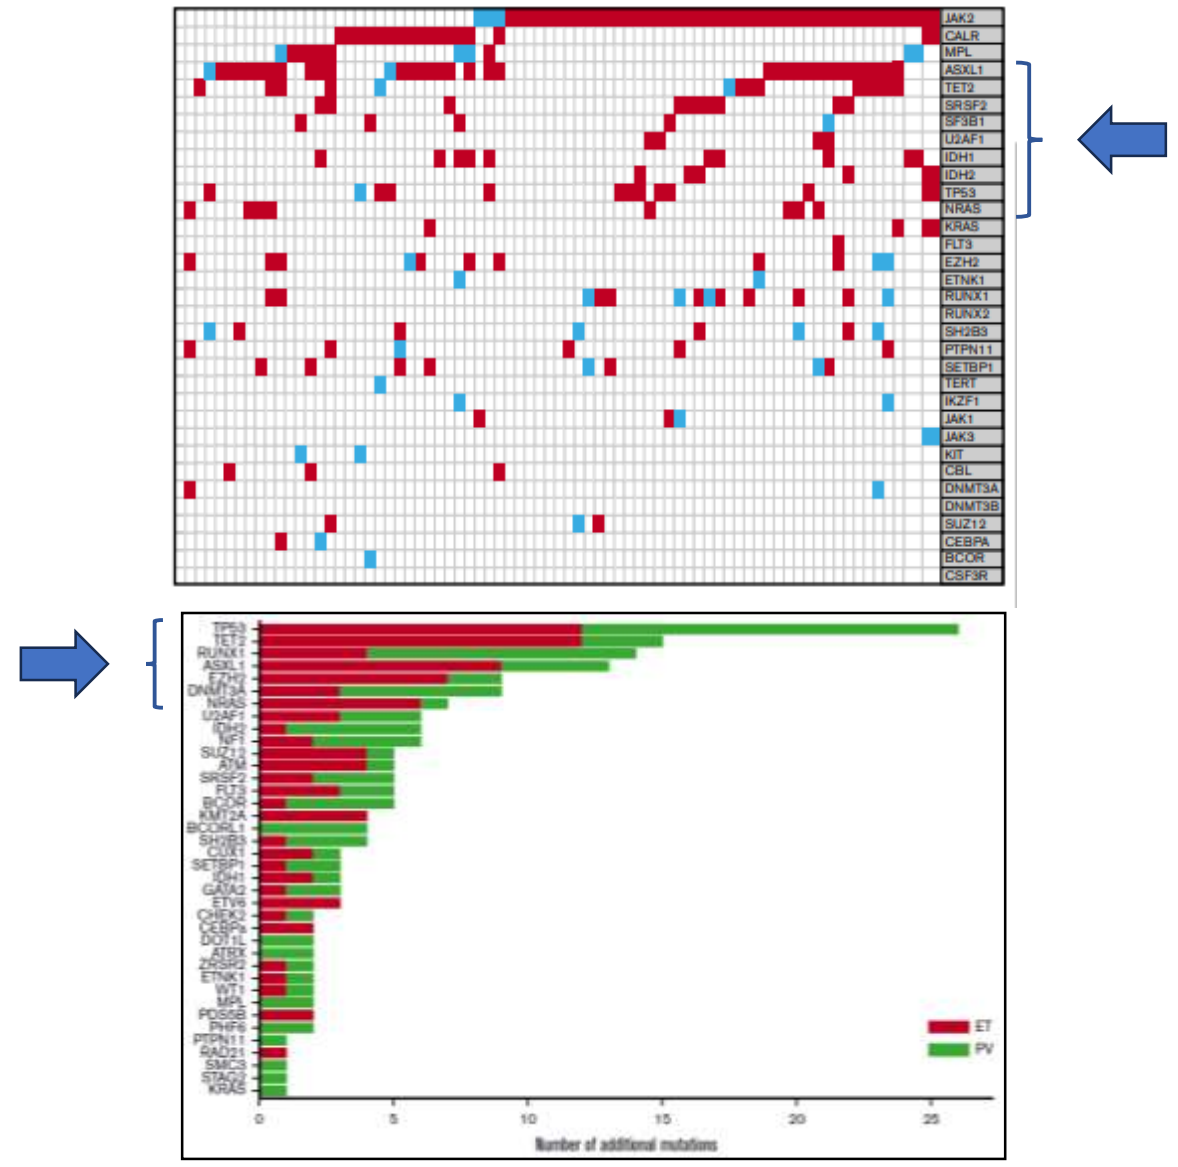 JAK2
CALR
MPL
ASXL1
TET2
SRSF2
SF3B1
U2AF1
IDH1
IDH2
TP53
NRAS
KRAS
FLT3
EZH2
ETNK1
RUNX1
RUNX2
SH2B3
PTPN11
SETBP1
TERT
IKZF1
JAK1
JAK3
KIT
CBL
DNMT3A
DNMT3B
SUZ12
CEBPA
BCOR
CSF3R
TP53
TET2
RUNX1
ASXL1
EZH2
DNMT3A
NRAS
U2AF1
IDH2
NF1
SUZ12
ATM
SRSF2
FLT3
BCOR
KMT2A
BCORL1
SH2B3
CUX1
SETBP1
IDH1
GATA2
ETV6
CHEK2
CEBPa
DOT1L
ATRX
ZRSR2
ETNK1
WT1
MPL
PDS5B
PHF6
PTPN11
RAD21
SMC3
STAG2
KRAS
ET
PV
0 5 10 15 20 25
Number of additional mutations